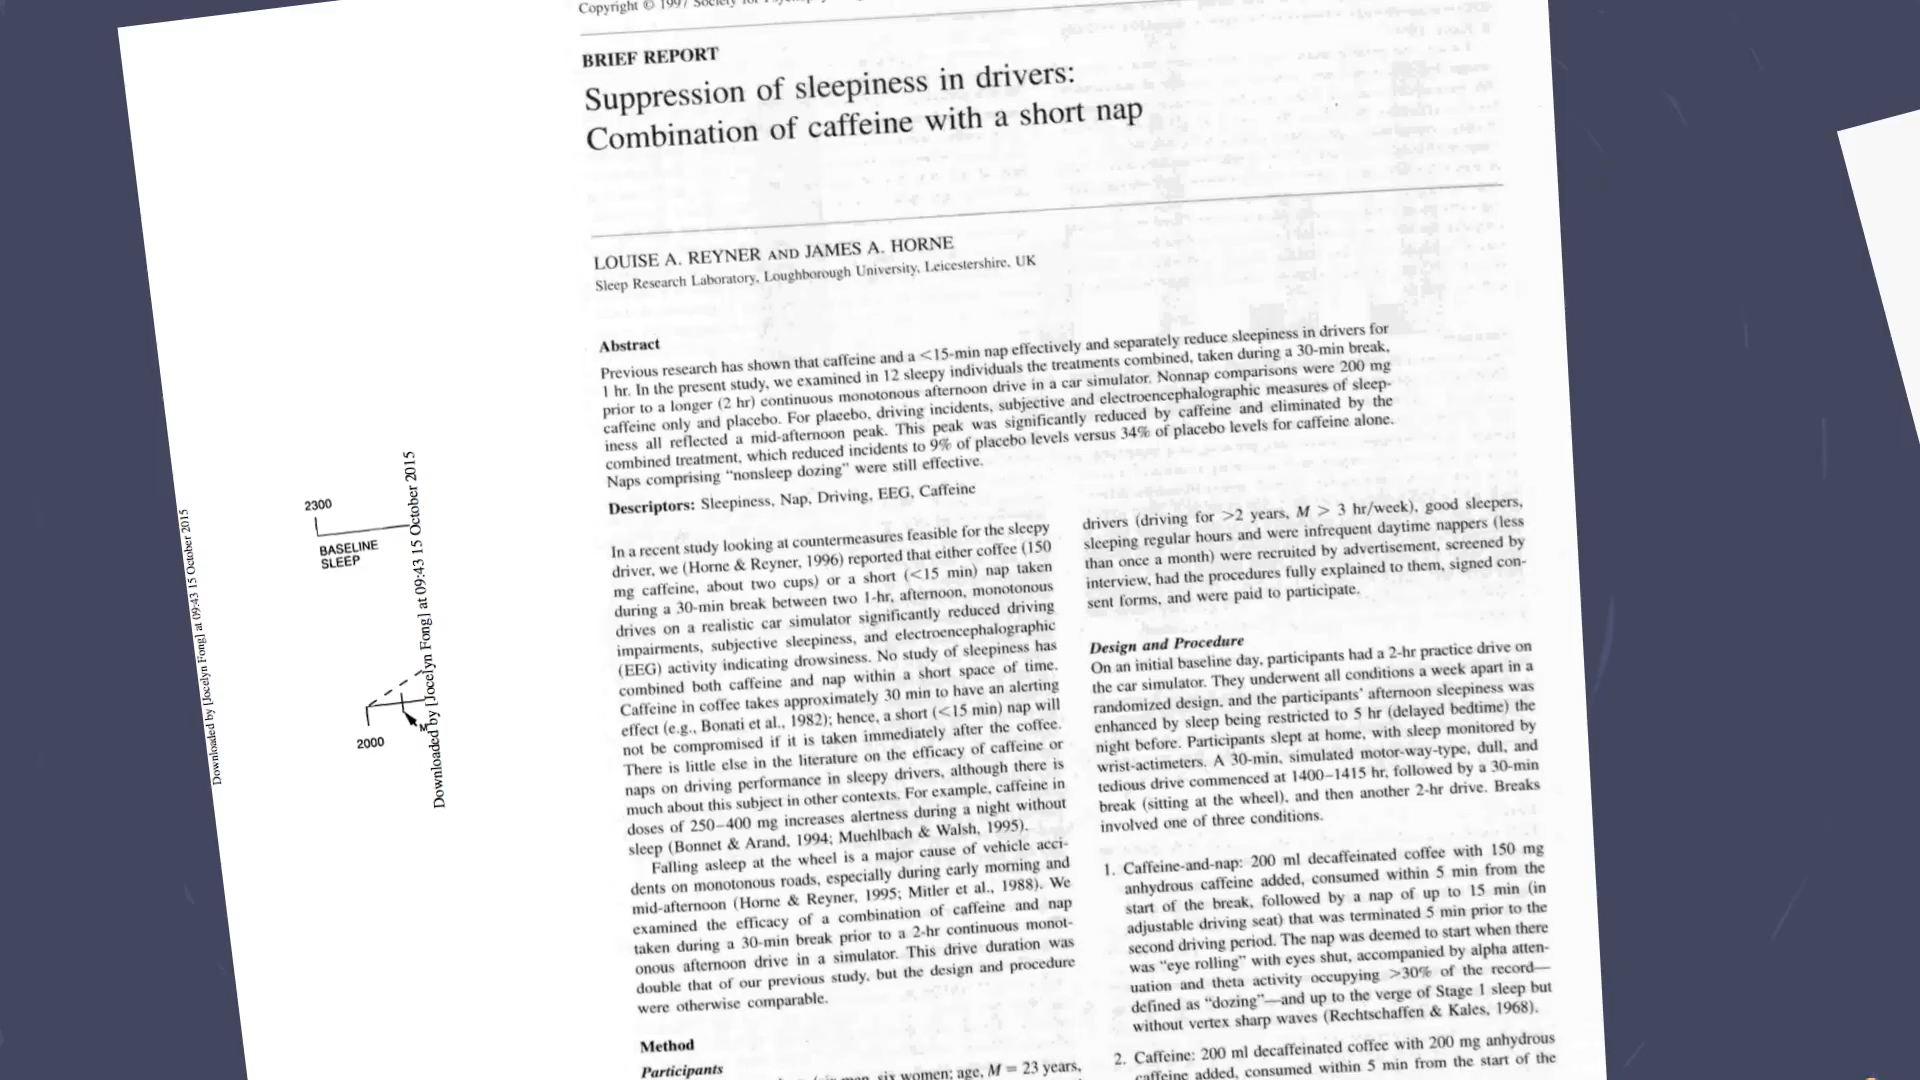 Copyright © 1997 Society for
BRIEF REPORT
Suppression of sleepiness in drivers:
Combination of caffeine with a short nap
LOUISE A. REYNER AND JAMES A. HORNE
Sleep Research Laboratory, Loughborough University, Leicestershire, UK
Abstract
Previous research has shown that caffeine and a <15-min nap effectively and separately reduce sleepiness in drivers for
1 hr. In the present study, we examined in 12 sleepy individuals the treatments combined, taken during a 30-min break,
prior to a longer (2 hr) continuous monotonous afternoon drive in a car simulator. Nonnap comparisons were 200 mg
caffeine only and placebo. For placebo, driving incidents, subjective and electroencephalographic measures of sleep-
iness all reflected a mid-afternoon peak. This peak was significantly reduced by caffeine and eliminated by the
combined treatment, which reduced incidents to 9% of placebo levels versus 34% of placebo levels for caffeine alone.
Naps comprising “nonsleep dozing” were still effective.
Descriptors: Sleepiness, Nap, Driving, EEG, Caffeine
In a recent study looking at countermeasures feasible for the sleepy
driver, we (Horne & Reyner, 1996) reported that either coffee (150
mg caffeine, about two cups) or a short (<15 min) nap taken
during a 30-min break between two 1-hr, afternoon, monotonous
drives on a realistic car simulator significantly reduced driving
impairments, subjective sleepiness, and electroencephalographic
(EEG) activity indicating drowsiness. No study of sleepiness has
combined both caffeine and nap within a short space of time.
Caffeine in coffee takes approximately 30 min to have an alerting
effect (e.g., Bonati et al., 1982); hence, a short (<15 min) nap will
not be compromised if it is taken immediately after the coffee.
There is little else in the literature on the efficacy of caffeine or
naps on driving performance in sleepy drivers, although there is
much about this subject in other contexts. For example, caffeine in
doses of 250–400 mg increases alertness during a night without
sleep (Bonnet & Arand, 1994; Muehlbach & Walsh, 1995).
Falling asleep at the wheel is a major cause of vehicle acci-
dents on monotonous roads, especially during early morning and
mid-afternoon (Horne & Reyner, 1995; Mitler et al., 1988). We
examined the efficacy of a combination of caffeine and nap
taken during a 30-min break prior to a 2-hr continuous monot-
onous afternoon drive in a simulator. This drive duration was
double that of our previous study, but the design and procedure
were otherwise comparable.
Method
Participants
six women; age, M = 23 years,
drivers (driving for >2 years, M > 3 hr/week), good sleepers,
sleeping regular hours and were infrequent daytime nappers (less
than once a month) were recruited by advertisement, screened by
interview, had the procedures fully explained to them, signed con-
sent forms, and were paid to participate.
Design and Procedure
On an initial baseline day, participants had a 2-hr practice drive on
the car simulator. They underwent all conditions a week apart in a
randomized design, and the participants’ afternoon sleepiness was
enhanced by sleep being restricted to 5 hr (delayed bedtime) the
night before. Participants slept at home, with sleep monitored by
wrist-actimeters. A 30-min, simulated motor-way-type, dull, and
tedious drive commenced at 1400–1415 hr, followed by a 30-min
break (sitting at the wheel), and then another 2-hr drive. Breaks
involved one of three conditions.
1. Caffeine-and-nap: 200 ml decaffeinated coffee with 150 mg
anhydrous caffeine added, consumed within 5 min from the
start of the break, followed by a nap of up to 15 min (in
adjustable driving seat) that was terminated 5 min prior to the
second driving period. The nap was deemed to start when there
was “eye rolling” with eyes shut, accompanied by alpha atten-
uation and theta activity occupying >30% of the record—
defined as “dozing”—and up to the verge of Stage 1 sleep but
without vertex sharp waves (Rechtschaffen & Kales, 1968).
2. Caffeine: 200 ml decaffeinated coffee with 200 mg anhydrous
caffeine added, consumed within 5 min from the start of the
2300
BASELINE
SLEEP
2000
M
Downloaded by [Jocelyn Fong] at 09:43 15 October 2015
Downloaded by [Jocelyn Fong] at 09:43 15 October 2015